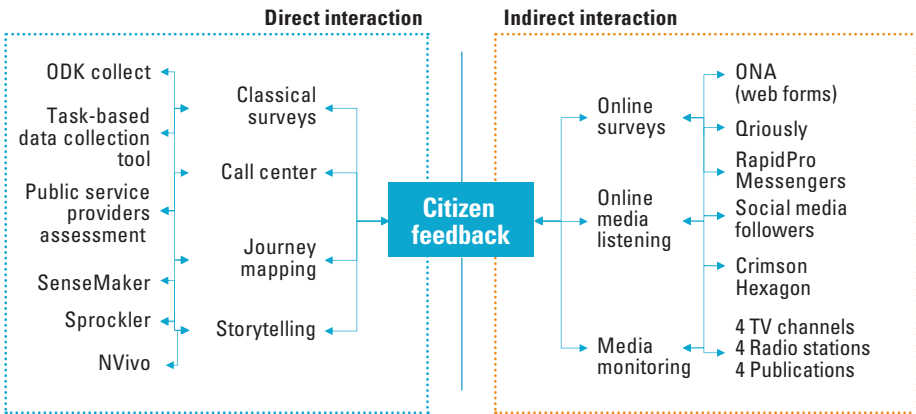 Direct interaction
Indirect interaction
ODK collect
Task-based
data collection
tool
Public service
providers
assessment
SenseMaker
Sprockler
NVivo
Classical
surveys
Call center
Journey
mapping
Storytelling
Citizen
feedback
Online
surveys
Online
media
listening
Media
monitoring
ONA
(web forms)
Qriously
RapidPro
Messengers
Social media
followers
Crimson
Hexagon
4 TV channels
4 Radio stations
4 Publications